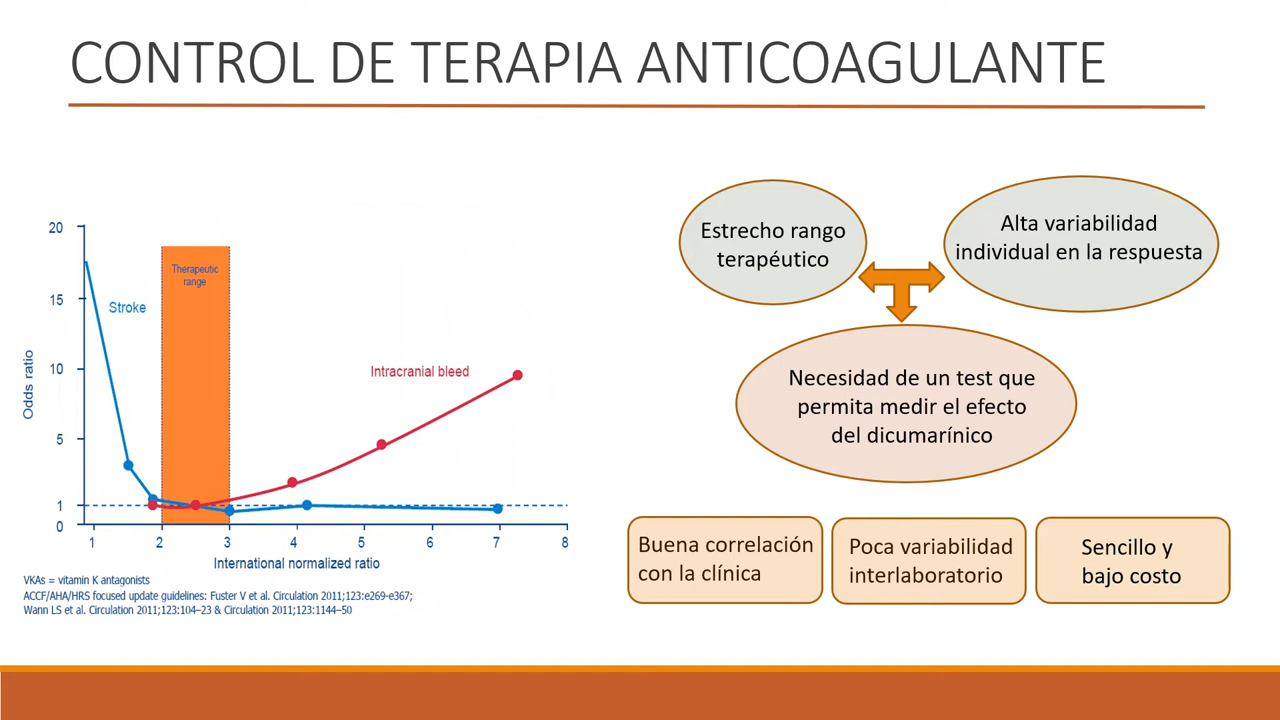 CONTROL DE TERAPIA ANTICOAGULANTE
20
15
10
5
1
0
Odds ratio
Stroke
Therapeutic
range
Intracranial bleed
1 2 3 4 5 6 7 8
International normalized ratio
VKAs = vitamin K antagonists
ACCF/AHA/HRS focused update guidelines: Fuster V et al. Circulation 2011;123:e269-e367;
Wann LS et al. Circulation 2011;123:104–23 & Circulation 2011;123:1144–50
Estrecho rango
terapéutico
Alta variabilidad
individual en la respuesta
Necesidad de un test que
permita medir el efecto
del dicumarínico
Buena correlación
con la clínica
Poca variabilidad
interlaboratorio
Sencillo y
bajo costo